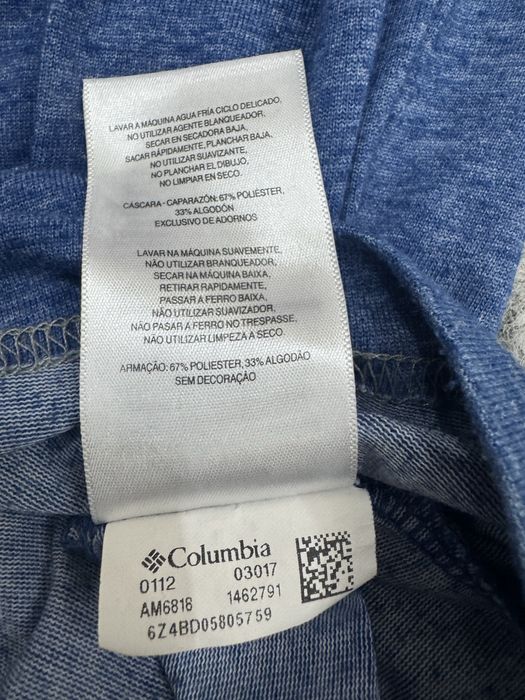 LAVAR A MÁQUINA AGUA FRÍA CICLO DELICADO,
NO UTILIZAR AGENTE BLANQUEADOR,
SECAR EN SECADORA BAJA,
SACAR RÁPIDAMENTE, PLANCHAR BAJA,
NO UTILIZAR SUAVIZANTE,
NO PLANCHAR EL DIBUJO,
NO LIMPIAR EN SECO.
CÁSCARA - CAPARAZÓN: 67% POLIÉSTER,
33% ALGODÓN
EXCLUSIVO DE ADORNOS
LAVAR NA MÁQUINA SUAVEMENTE,
NÃO UTILIZAR BRANQUEADOR,
SECAR NA MÁQUINA BAIXA,
RETIRAR RAPIDAMENTE,
PASSAR A FERRO BAIXA,
NÃO UTILIZAR SUAVIZADOR,
NÃO PASAR A FERRO NO TRESPASSE,
NÃO UTILIZAR LIMPEZA A SECO.
ARMAÇÃO: 67% POLIESTER, 33% ALGODÃO
SEM DECORAÇÃO
Columbia
0112 03017
AM6816 1462791
6Z4BD05805759